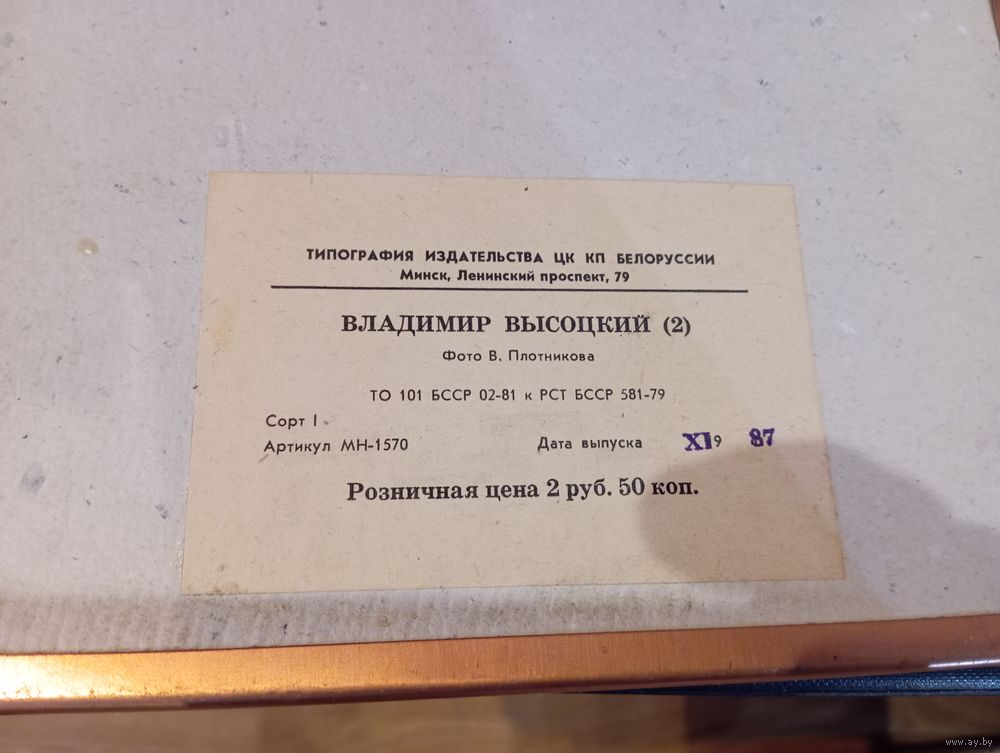 ТИПОГРАФИЯ ИЗДАТЕЛЬСТВА ЦК КП БЕЛОРУССИИ
Минск, Ленинский проспект, 79
ВЛАДИМИР ВЫСОЦКИЙ (2)
Фото В. Плотникова
ТО 101 БССР 02-81 к РСТ БССР 581-79
Сорт I
Артикул МН-1570 Дата выпуска XI 9 87
Розничная цена 2 руб. 50 коп.
www.ay.by